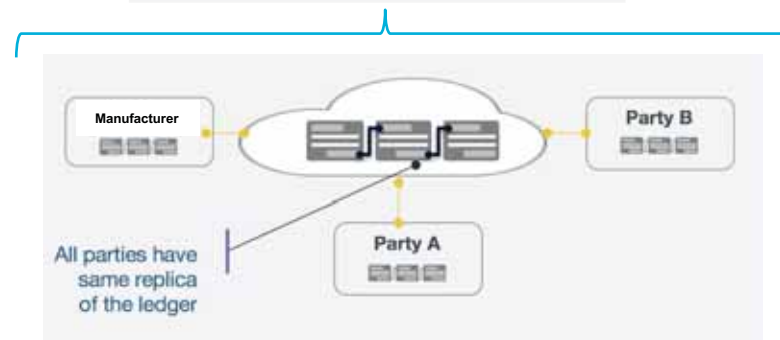 Manufacturer
Party B
Party A
All parties have
same replica
of the ledger